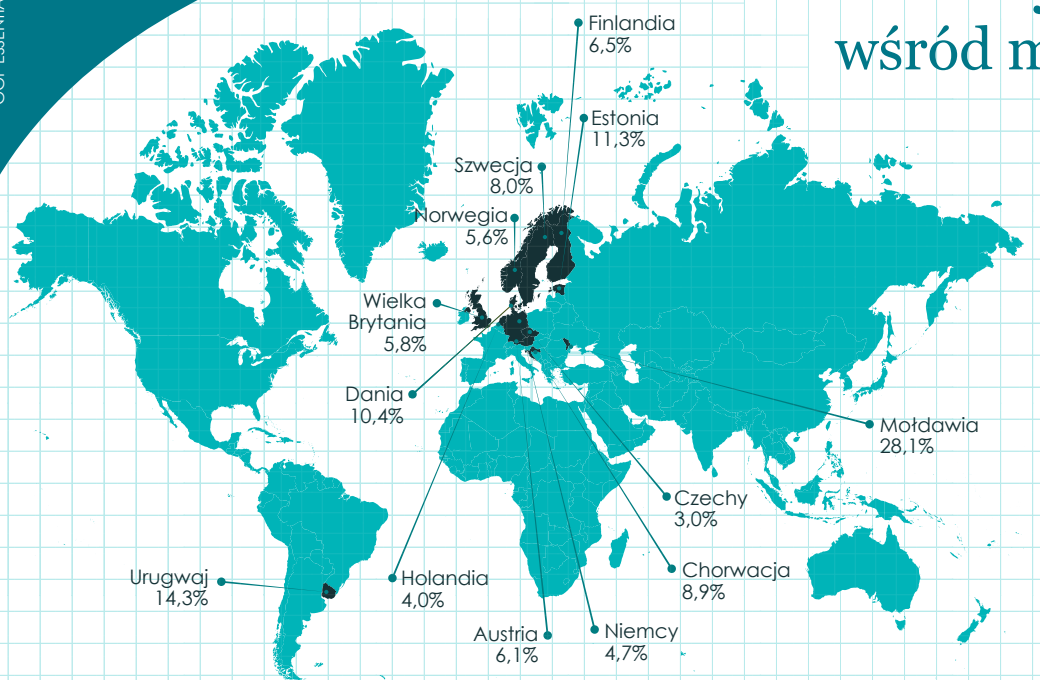 wśród
Finlandia
6,5%
Estonia
11,3%
Szwecja
8,0%
Norwegia
5,6%
Wielka
Brytania
5,8%
Dania
10,4%
Mołdawia
28,1%
Czechy
3,0%
Chorwacja
8,9%
Urugwaj
14,3%
Holandia
4,0%
Austria
6,1%
Niemcy
4,7%